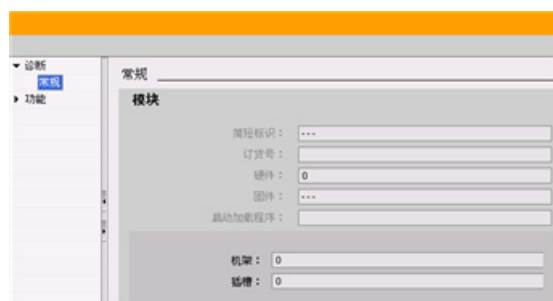 诊断
常规
功能
常规
模块
简短标识： ---
订货号：
硬件： 0
固件： ---
启动加载程序：
机架： 0
插槽： 0